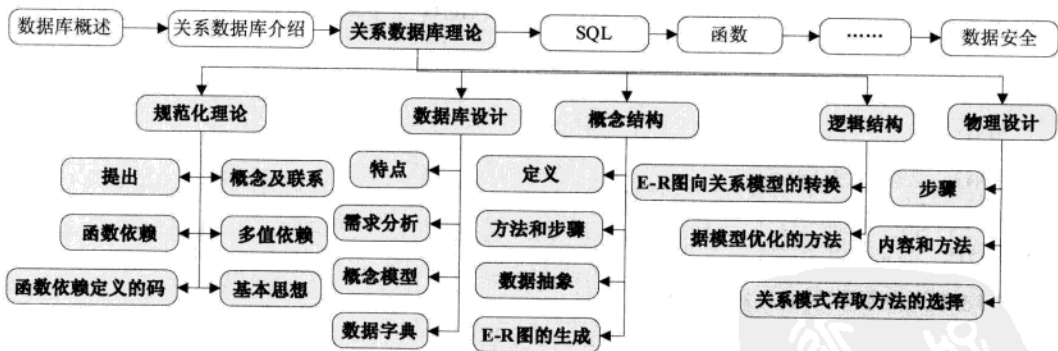 数据库概述
关系数据库介绍
关系数据库理论
SQL
函数
……
数据安全
规范化理论
数据库设计
概念结构
逻辑结构
物理设计
提出
概念及联系
函数依赖
多值依赖
函数依赖定义的码
基本思想
特点
需求分析
概念模型
数据字典
定义
方法和步骤
数据抽象
E-R图的生成
E-R图向关系模型的转换
据模型优化的方法
步骤
内容和方法
关系模式存取方法的选择